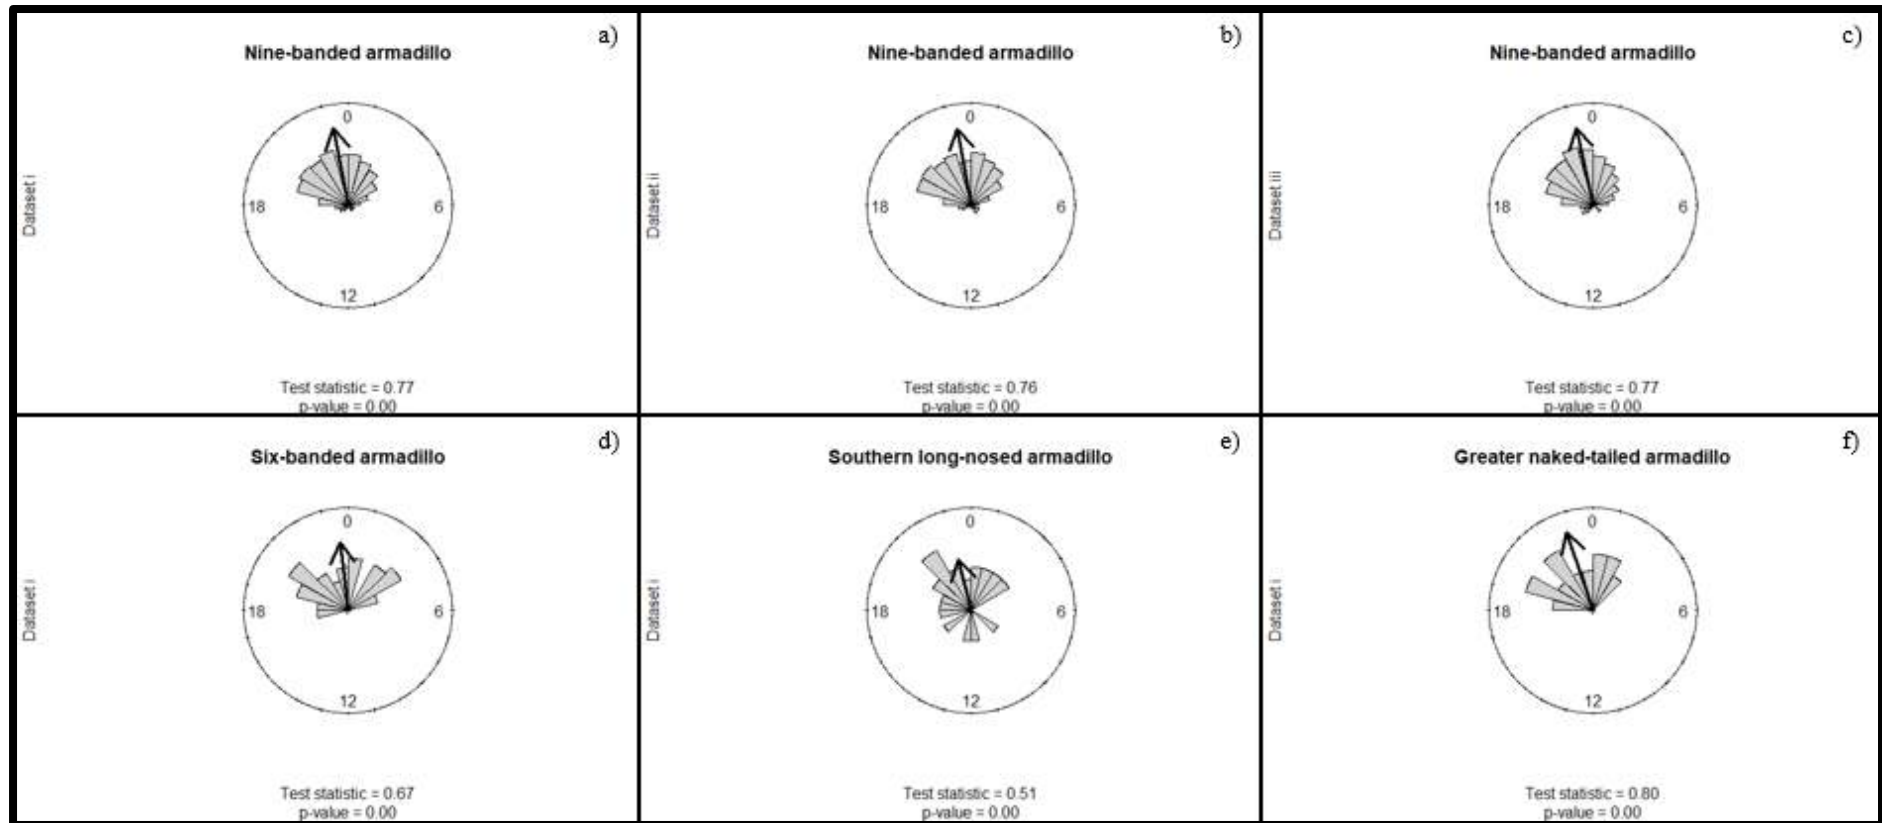 a)
Nine-banded armadillo
Dataset i
0
18
6
12
Test statistic = 0.77
p-value = 0.00
b)
Nine-banded armadillo
Dataset ii
0
18
6
12
Test statistic = 0.76
p-value = 0.00
c)
Nine-banded armadillo
Dataset iii
0
18
6
12
Test statistic = 0.77
p-value = 0.00
d)
Six-banded armadillo
Dataset i
0
18
6
12
Test statistic = 0.67
p-value = 0.00
e)
Southern long-nosed armadillo
Dataset i
0
18
6
12
Test statistic = 0.51
p-value = 0.00
f)
Greater naked-tailed armadillo
Dataset i
0
18
6
12
Test statistic = 0.80
p-value = 0.00